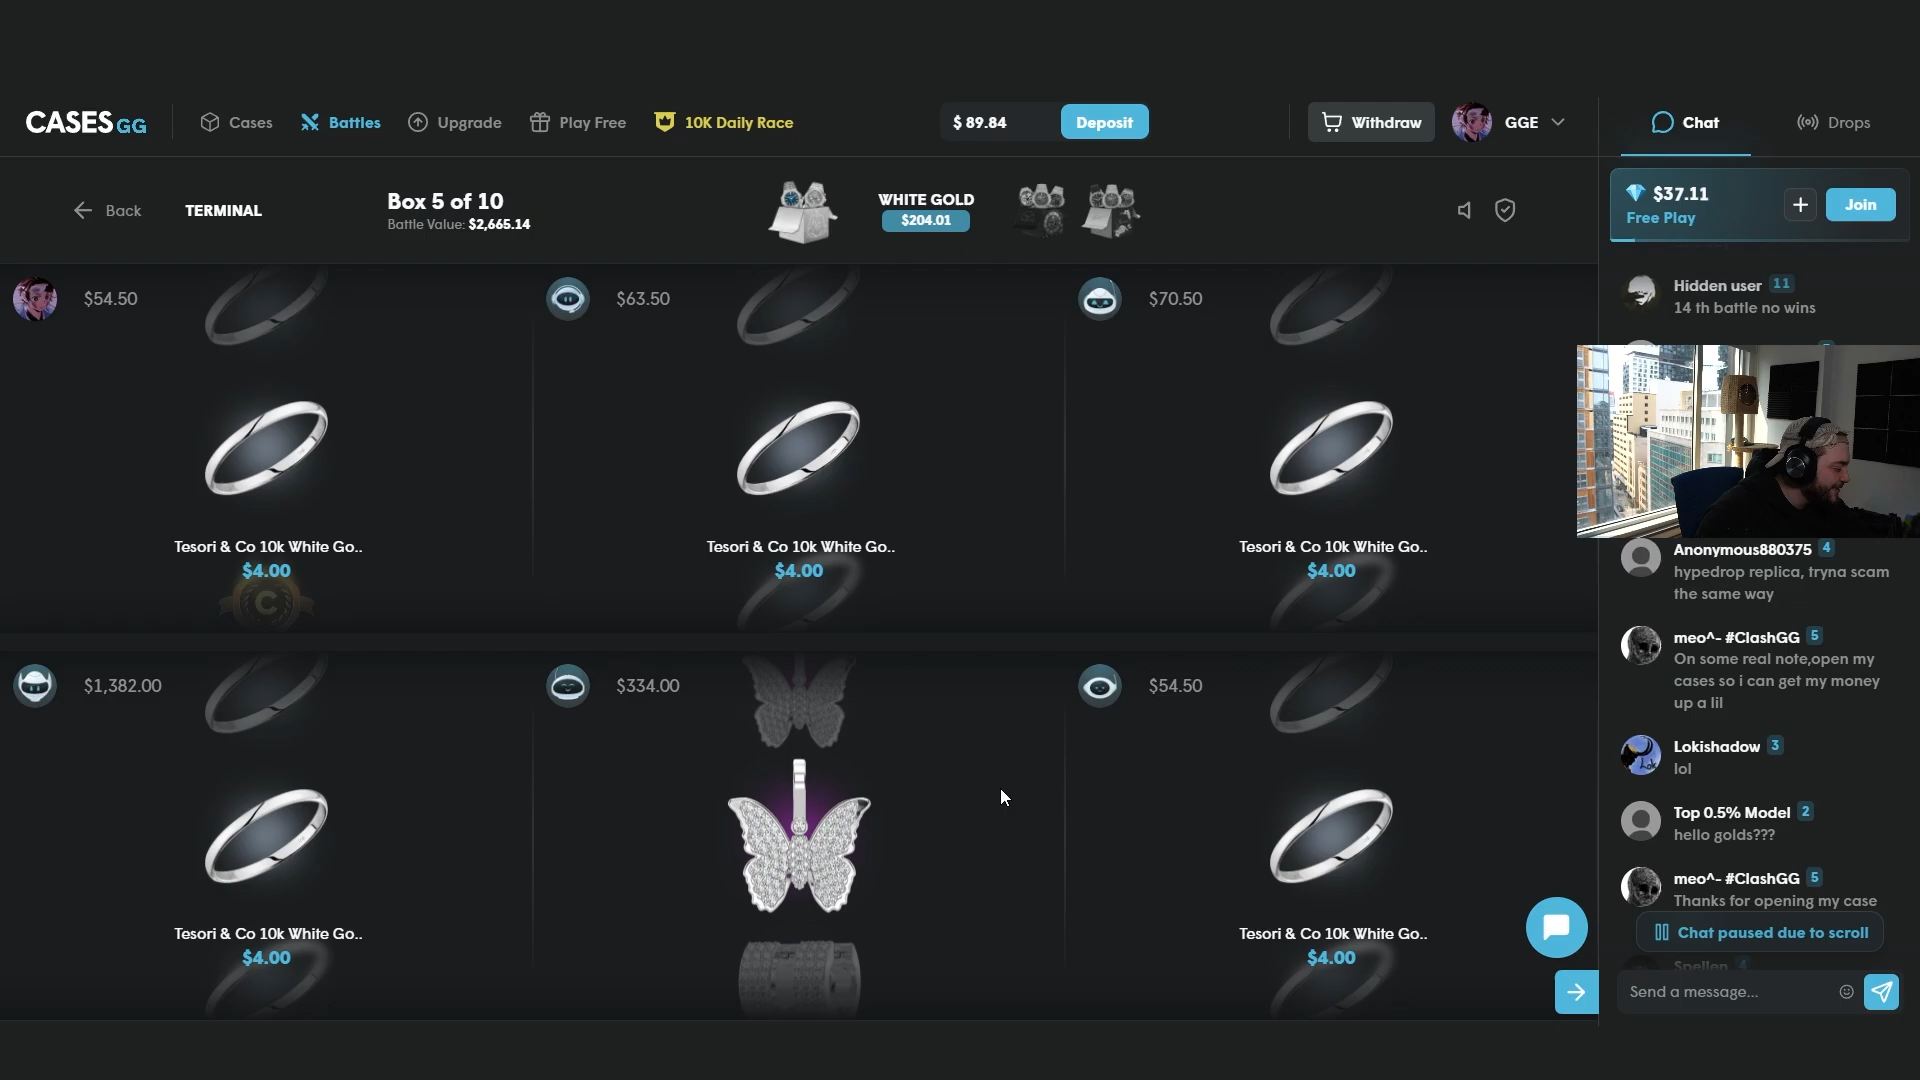 CASES GG
Cases
Battles
Upgrade
Play Free
10K Daily Race
$ 89.84
Deposit
Withdraw
GGE
Chat
Drops
Back
TERMINAL
Box 5 of 10
Battle Value: $2,665.14
WHITE GOLD
$204.01
$37.11
Free Play
Join
Hidden user 11
14 th battle no wins
$54.50
$63.50
$70.50
Tesori & Co 10k White Go..
$4.00
Tesori & Co 10k White Go..
$4.00
Tesori & Co 10k White Go..
$4.00
C
$1,382.00
$334.00
$54.50
Tesori & Co 10k White Go..
$4.00
Tesori & Co 10k White Go..
$4.00
Anonymous880375 4
hypedrop replica, tryna scam
the same way
meo^- #ClashGG 5
On some real note,open my
cases so i can get my money
up a lil
Lokishadow 3
lol
Top 0.5% Model 2
hello golds???
meo^- #ClashGG 5
Thanks for opening my case
Chat paused due to scroll
Spellen 4
Send a message...